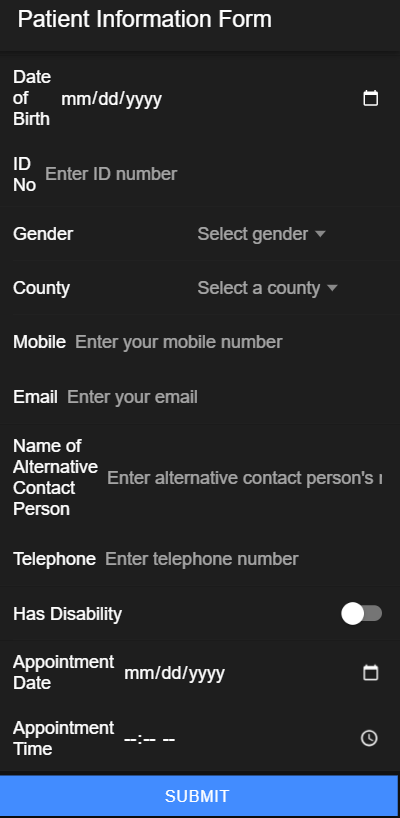 Patient Information Form
Date
of
Birth
mm/dd/yyyy
ID
No
Enter ID number
Gender
Select gender
County
Select a county
Mobile
Enter your mobile number
Email
Enter your email
Name of
Alternative
Contact
Person
Enter alternative contact person's
Telephone
Enter telephone number
Has Disability
Appointment
Date
mm/dd/yyyy
Appointment
Time
--:-- --
SUBMIT